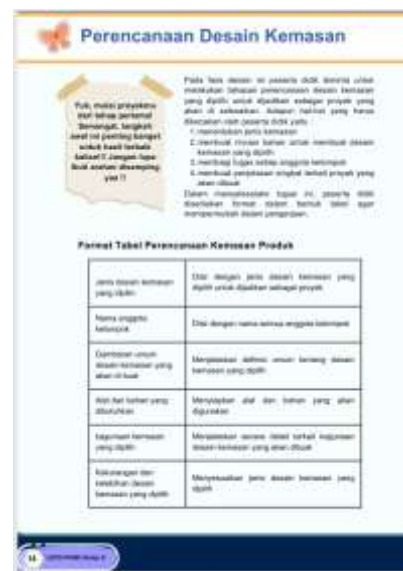 Perencanaan Desain Kemasan
Yuk, mulai proyekmu
dari tahap pertama!
Semangat, langkah
awal ini penting banget
untuk hasil terbaik
kalian!! Jangan lupa
ikuti arahan disamping
yaa !!
Pada fase desain ini peserta didik diminta untuk
melakukan tahapan perencanaan desain kemasan
yang dipilih untuk dijadikan sebagai proyek yang
akan di selesaikan. Adapun hal-hal yang harus
dilakukan oleh peserta didik yaitu
1. menentukan jenis kemasan
2. membuat rincian bahan untuk membuat desain
kemasan yang dipilih
3. membagi tugas setiap anggota kelompok
4. membuat penjelasan singkat terkait proyek yang
akan dibuat
Dalam menyelesaikan tugas ini, peserta didik
disediakan format dalam bentuk tabel agar
mempermudah dalam pengerjaan.
Format Tabel Perencanaan Kemasan Produk
Jenis desain kemasan
yang dipilih
Diisi dengan jenis desain kemasan yang
dipilih untuk dijadikan sebagai proyek
Nama anggota
kelompok
Diisi dengan nama semua anggota kelompok
Gambaran umum
desain kemasan yang
akan di buat
Menjelaskan definisi umum tentang desain
kemasan yang dipilih
Alat dan bahan yang
dibutuhkan
Menyiapkan alat dan bahan yang akan
digunakan
kegunaan kemasan
yang dipilih
Menjelaskan secara detail terkait kegunaan
desain kemasan yang akan dibuat
Kekurangan dan
kelebihan desain
kemasan yang dipilih
Menyesuaikan jenis desain kemasan yang
dipilih
14